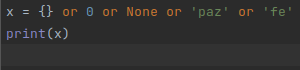 x = {} or 0 or None or 'paz' or 'fe'
print(x)